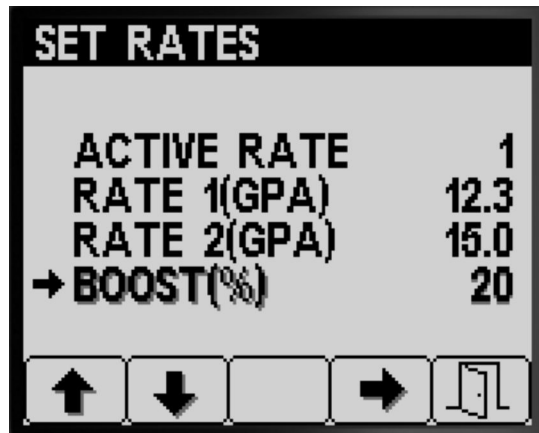 SET RATES
ACTIVE RATE 1
RATE 1(GPA) 12.3
RATE 2(GPA) 15.0
BOOST(%) 20